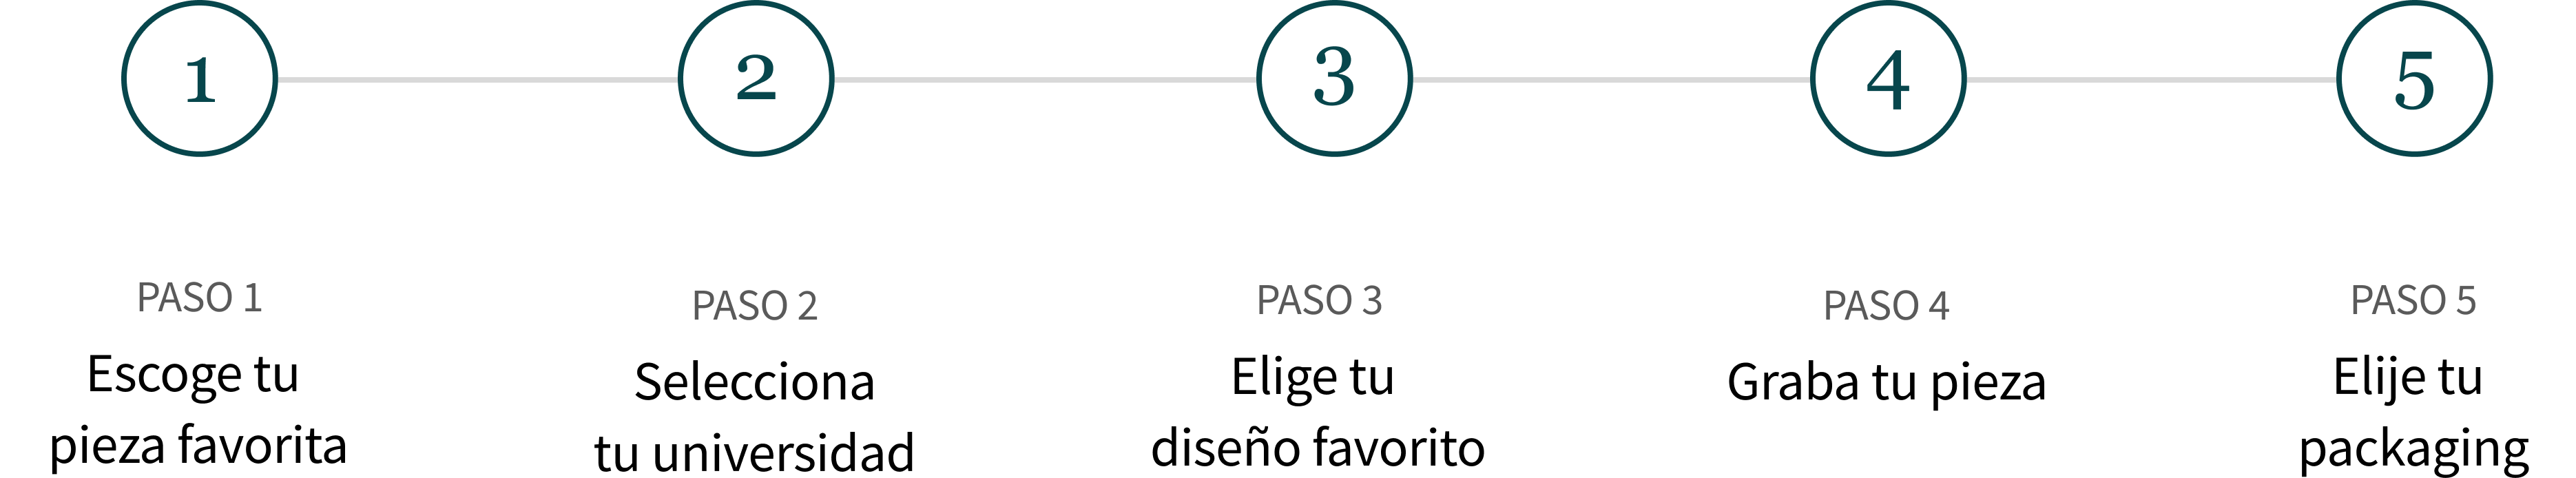 1
2
3
4
5
PASO 1
Escoge tu
pieza favorita
PASO 2
Selecciona
tu universidad
PASO 3
Elige tu
diseño favorito
PASO 4
Graba tu pieza
PASO 5
Elije tu
packaging